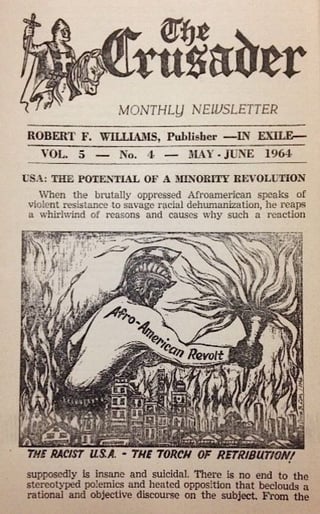 The
Crusader
MONTHLY NEWSLETTER
ROBERT F. WILLIAMS, Publisher —IN EXILE—
VOL. 5 — No. 4 — MAY - JUNE 1964
USA: THE POTENTIAL OF A MINORITY REVOLUTION
When the brutally oppressed Afroamerican speaks of
violent resistance to savage racial dehumanization, he reaps
a whirlwind of reasons and causes why such a reaction
Afro-American Revolt
THE RACIST U.S.A. - THE TORCH OF RETRIBUTION!
supposedly is insane and suicidal. There is no end to the
stereotyped polemics and heated opposition that beclouds a
rational and objective discourse on the subject. From the